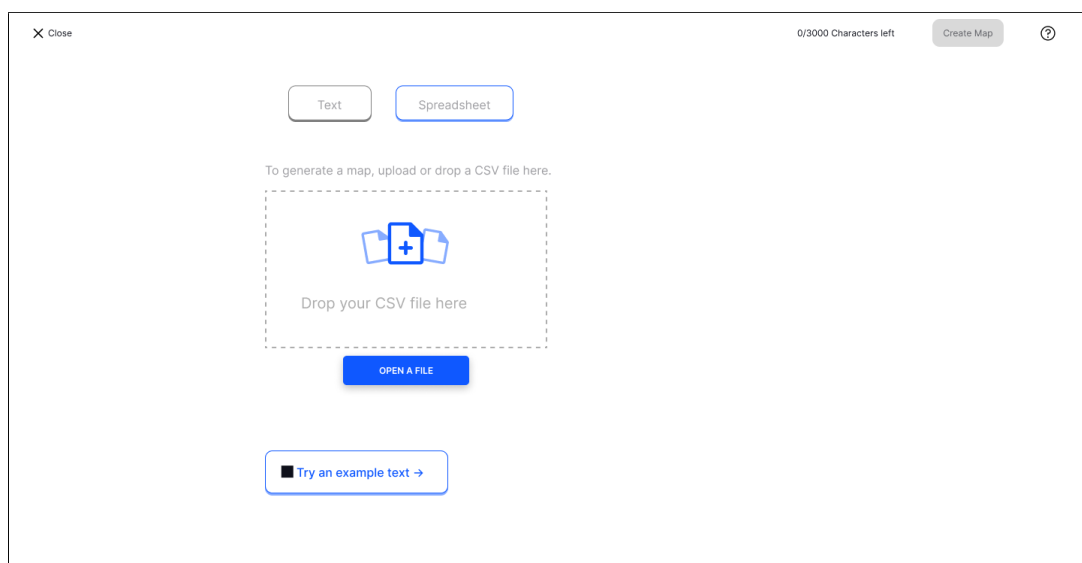 Close
0/3000 Characters left
Create Map
Text
Spreadsheet
To generate a map, upload or drop a CSV file here.
Drop your CSV file here
OPEN A FILE
Try an example text →